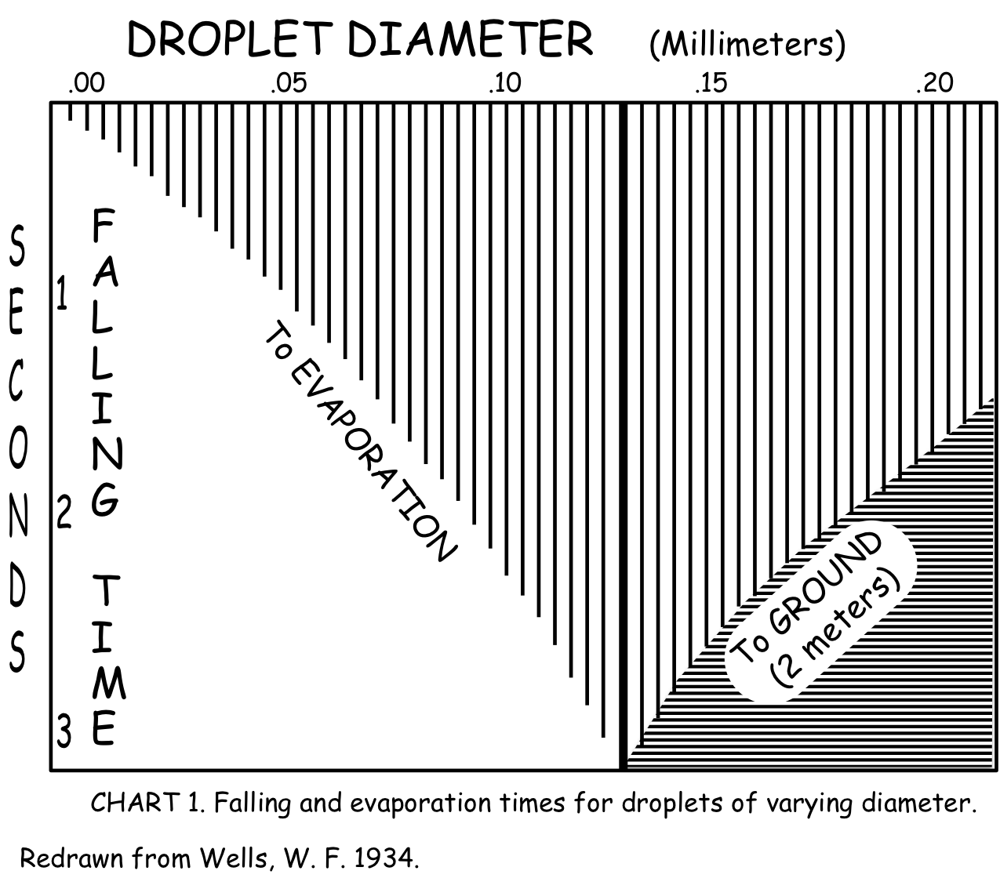 DROPLET DIAMETER (Millimeters)
.00 .05 .10 .15 .20
SECONDS
1
2
3
FALLING TIME
To EVAPORATION
To GROUND
(2 meters)
CHART 1. Falling and evaporation times for droplets of varying diameter.
Redrawn from Wells, W. F. 1934.